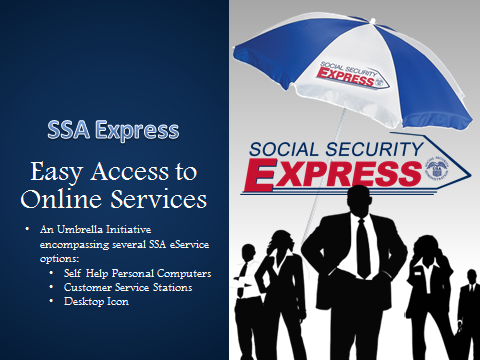 SSA Express
Easy Access to
Online Services
• An Umbrella Initiative
encompassing several SSA eService
options:
• Self Help Personal Computers
• Customer Service Stations
• Desktop Icon
SOCIAL SECURITY
EXPRESS
SOCIAL SECURITY
EXPRESS
USA